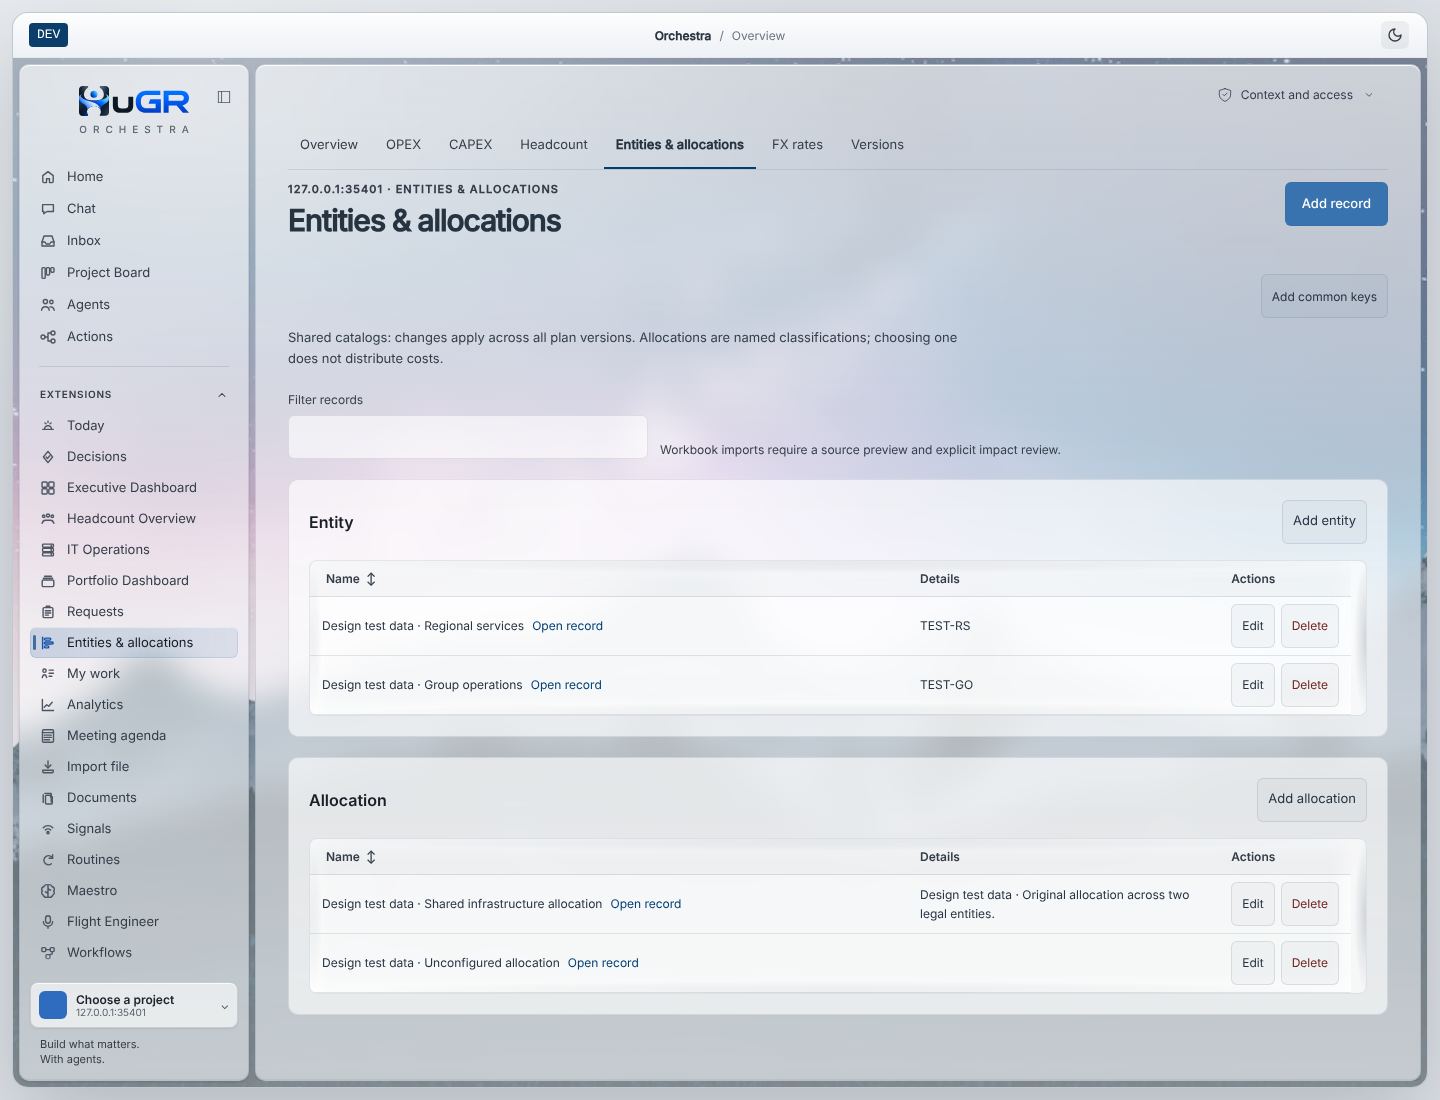 DEV
Orchestra / Overview
HuGR
ORCHESTRA
Home
Chat
Inbox
Project Board
Agents
Actions
EXTENSIONS
Today
Decisions
Executive Dashboard
Headcount Overview
IT Operations
Portfolio Dashboard
Requests
Entities & allocations
My work
Analytics
Meeting agenda
Import file
Documents
Signals
Routines
Maestro
Flight Engineer
Workflows
Choose a project
127.0.0.1:35401
Build what matters.
With agents.
Context and access
Overview OPEX CAPEX Headcount Entities & allocations FX rates Versions
127.0.0.1:35401 · ENTITIES & ALLOCATIONS
Entities & allocations
Add record
Add common keys
Shared catalogs: changes apply across all plan versions. Allocations are named classifications; choosing one
does not distribute costs.
Filter records
Workbook imports require a source preview and explicit impact review.
Entity
Add entity
Name Details Actions
Design test data · Regional services Open record TEST-RS Edit Delete
Design test data · Group operations Open record TEST-GO Edit Delete
Allocation
Add allocation
Name Details Actions
Design test data · Shared infrastructure allocation Open record Design test data · Original allocation across two
legal entities. Edit Delete
Design test data · Unconfigured allocation Open record Edit Delete